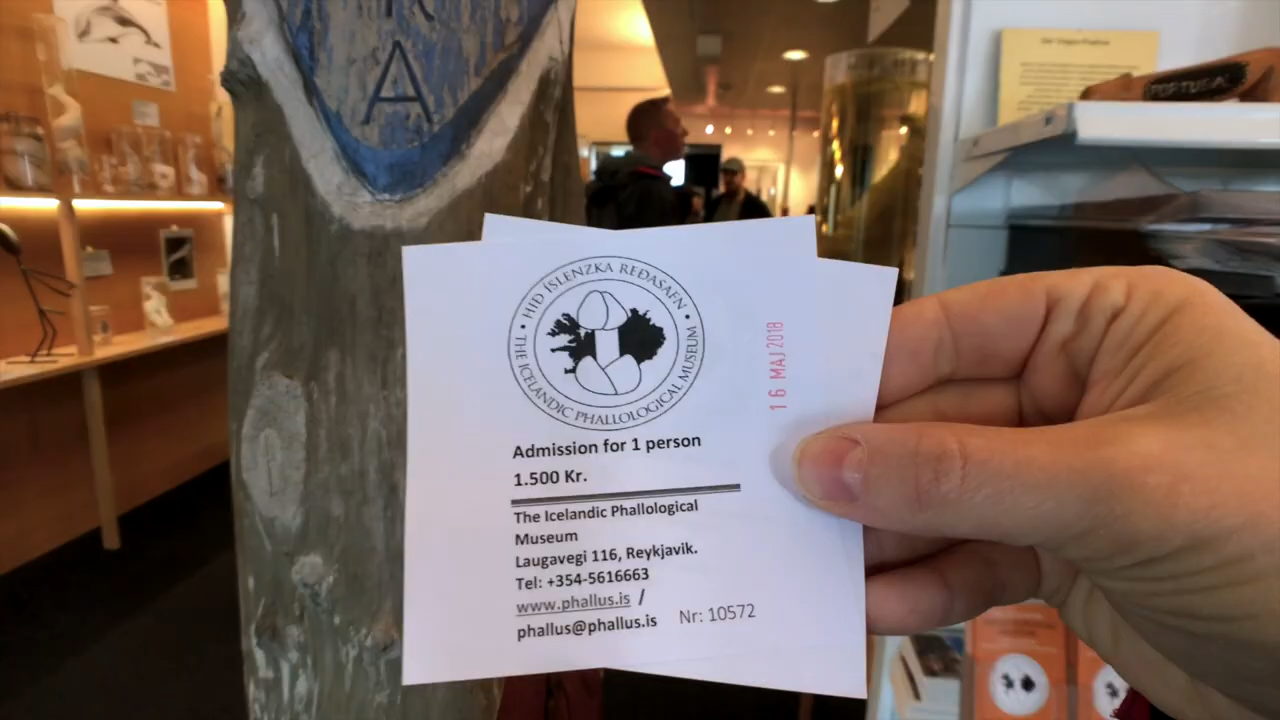 A
PORTUGAL
HIÐ ÍSLENZKA REÐASAFN
THE ICELANDIC PHALLOLOGICAL MUSEUM
16 MAJ 2018
Admission for 1 person
1.500 Kr.
The Icelandic Phallological
Museum
Laugavegi 116, Reykjavik.
Tel: +354-5616663
www.phallus.is /
phallus@phallus.is
Nr: 10572